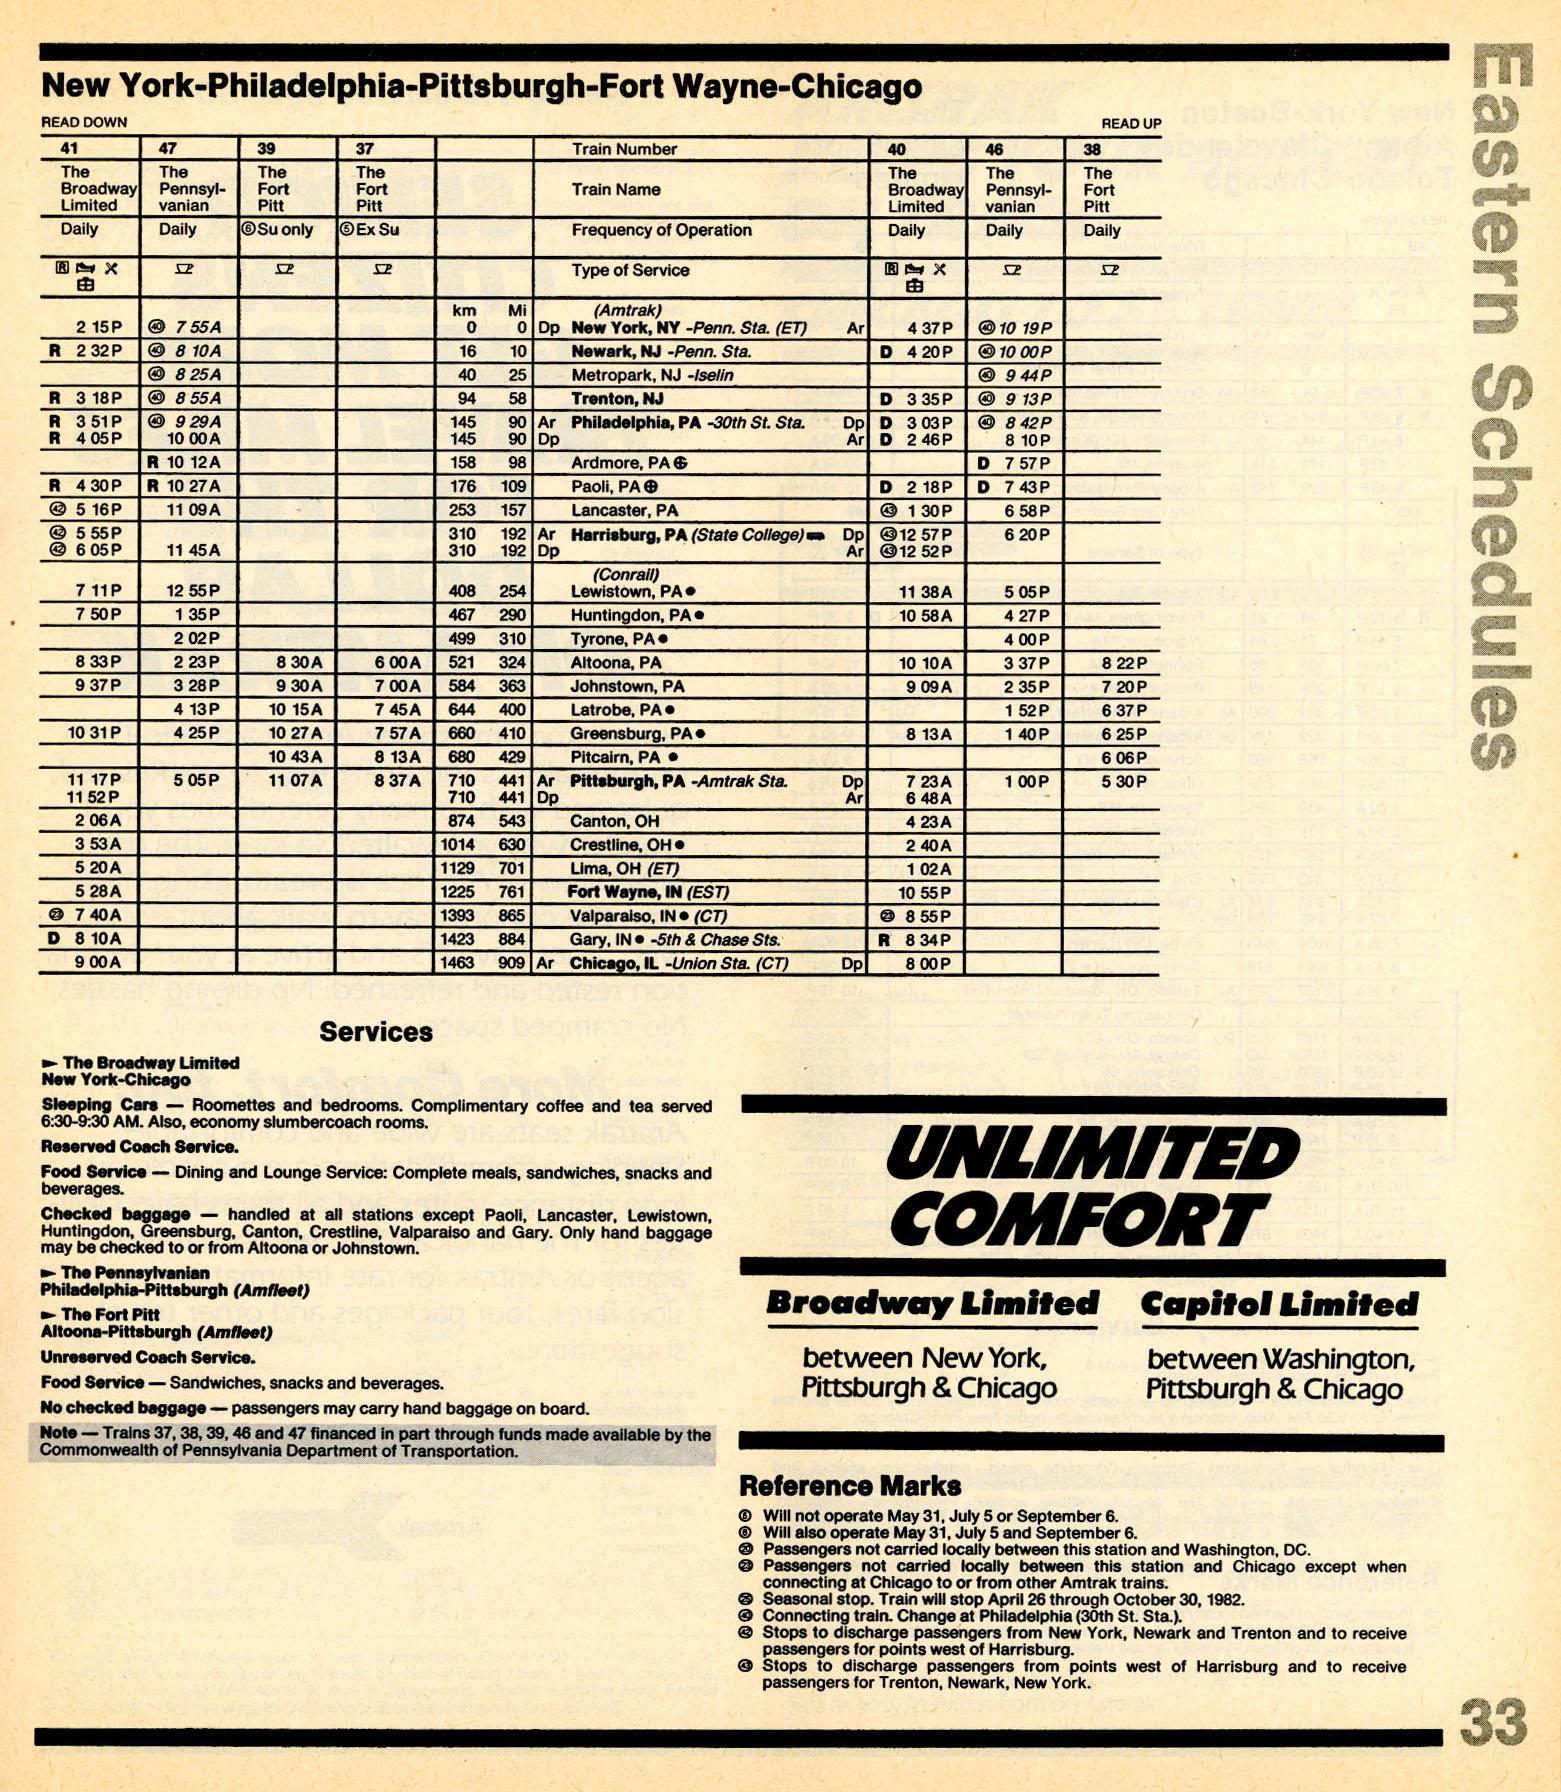 Eastern Schedules
New York-Philadelphia-Pittsburgh-Fort Wayne-Chicago
READ DOWN READ UP
41 47 39 37 Train Number 40 46 38
The Broadway Limited The Pennsyl-vanian The Fort Pitt The Fort Pitt Train Name The Broadway Limited The Pennsyl-vanian The Fort Pitt
Daily Daily ⑥Su only ⑤Ex Su Frequency of Operation Daily Daily Daily
R Type of Service R
km Mi (Amtrak)
2 15P ㊵ 7 55A 0 0 Dp New York, NY -Penn. Sta. (ET) Ar 4 37P ㊵ 10 19P
R 2 32P ㊵ 8 10A 16 10 Newark, NJ -Penn. Sta. D 4 20P ㊵ 10 00P
㊵ 8 25A 40 25 Metropark, NJ -Iselin ㊵ 9 44P
R 3 18P ㊵ 8 55A 94 58 Trenton, NJ D 3 35P ㊵ 9 13P
R 3 51P ㊵ 9 29A 145 90 Ar Philadelphia, PA -30th St. Sta. Dp D 3 03P ㊵ 8 42P
R 4 05P 10 00A 145 90 Dp Ar D 2 46P 8 10P
R 10 12A 158 98 Ardmore, PA⊕ D 7 57P
R 4 30P R 10 27A 176 109 Paoli, PA⊕ D 2 18P D 7 43P
㊷ 5 16P 11 09A 253 157 Lancaster, PA ㊸ 1 30P 6 58P
㊷ 5 55P 310 192 Ar Harrisburg, PA (State College) Dp ㊸12 57P 6 20P
㊷ 6 05P 11 45A 310 192 Dp Ar ㊸12 52P
(Conrail)
7 11P 12 55P 408 254 Lewistown, PA● 11 38A 5 05P
7 50P 1 35P 467 290 Huntingdon, PA● 10 58A 4 27P
2 02P 499 310 Tyrone, PA● 4 00P
8 33P 2 23P 8 30A 6 00A 521 324 Altoona, PA 10 10A 3 37P 8 22P
9 37P 3 28P 9 30A 7 00A 584 363 Johnstown, PA 9 09A 2 35P 7 20P
4 13P 10 15A 7 45A 644 400 Latrobe, PA● 1 52P 6 37P
10 31P 4 25P 10 27A 7 57A 660 410 Greensburg, PA● 8 13A 1 40P 6 25P
10 43A 8 13A 680 429 Pitcairn, PA ● 6 06P
11 17P 5 05P 11 07A 8 37A 710 441 Ar Pittsburgh, PA -Amtrak Sta. Dp 7 23A 1 00P 5 30P
11 52P 710 441 Dp Ar 6 48A
2 06A 874 543 Canton, OH 4 23A
3 53A 1014 630 Crestline, OH● 2 40A
5 20A 1129 701 Lima, OH (ET) 1 02A
5 28A 1225 761 Fort Wayne, IN (EST) 10 55P
㉓ 7 40A 1393 865 Valparaiso, IN● (CT) ㉓ 8 55P
D 8 10A 1423 884 Gary, IN● -5th & Chase Sts. R 8 34P
9 00A 1463 909 Ar Chicago, IL -Union Sta. (CT) Dp 8 00P
Services
► The Broadway Limited
New York-Chicago
Sleeping Cars — Roomettes and bedrooms. Complimentary coffee and tea served
6:30-9:30 AM. Also, economy slumbercoach rooms.
Reserved Coach Service.
Food Service — Dining and Lounge Service: Complete meals, sandwiches, snacks and
beverages.
Checked baggage — handled at all stations except Paoli, Lancaster, Lewistown,
Huntingdon, Greensburg, Canton, Crestline, Valparaiso and Gary. Only hand baggage
may be checked to or from Altoona or Johnstown.
► The Pennsylvanian
Philadelphia-Pittsburgh (Amfleet)
► The Fort Pitt
Altoona-Pittsburgh (Amfleet)
Unreserved Coach Service.
Food Service — Sandwiches, snacks and beverages.
No checked baggage — passengers may carry hand baggage on board.
Note — Trains 37, 38, 39, 46 and 47 financed in part through funds made available by the
Commonwealth of Pennsylvania Department of Transportation.
UNLIMITED
COMFORT
Broadway Limited Capitol Limited
between New York, between Washington,
Pittsburgh & Chicago Pittsburgh & Chicago
Reference Marks
⑤ Will not operate May 31, July 5 or September 6.
⑥ Will also operate May 31, July 5 and September 6.
⑳ Passengers not carried locally between this station and Washington, DC.
㉓ Passengers not carried locally between this station and Chicago except when
connecting at Chicago to or from other Amtrak trains.
Seasonal stop. Train will stop April 26 through October 30, 1982.
㊵ Connecting train. Change at Philadelphia (30th St. Sta.).
㊷ Stops to discharge passengers from New York, Newark and Trenton and to receive
passengers for points west of Harrisburg.
㊸ Stops to discharge passengers from points west of Harrisburg and to receive
passengers for Trenton, Newark, New York.
33